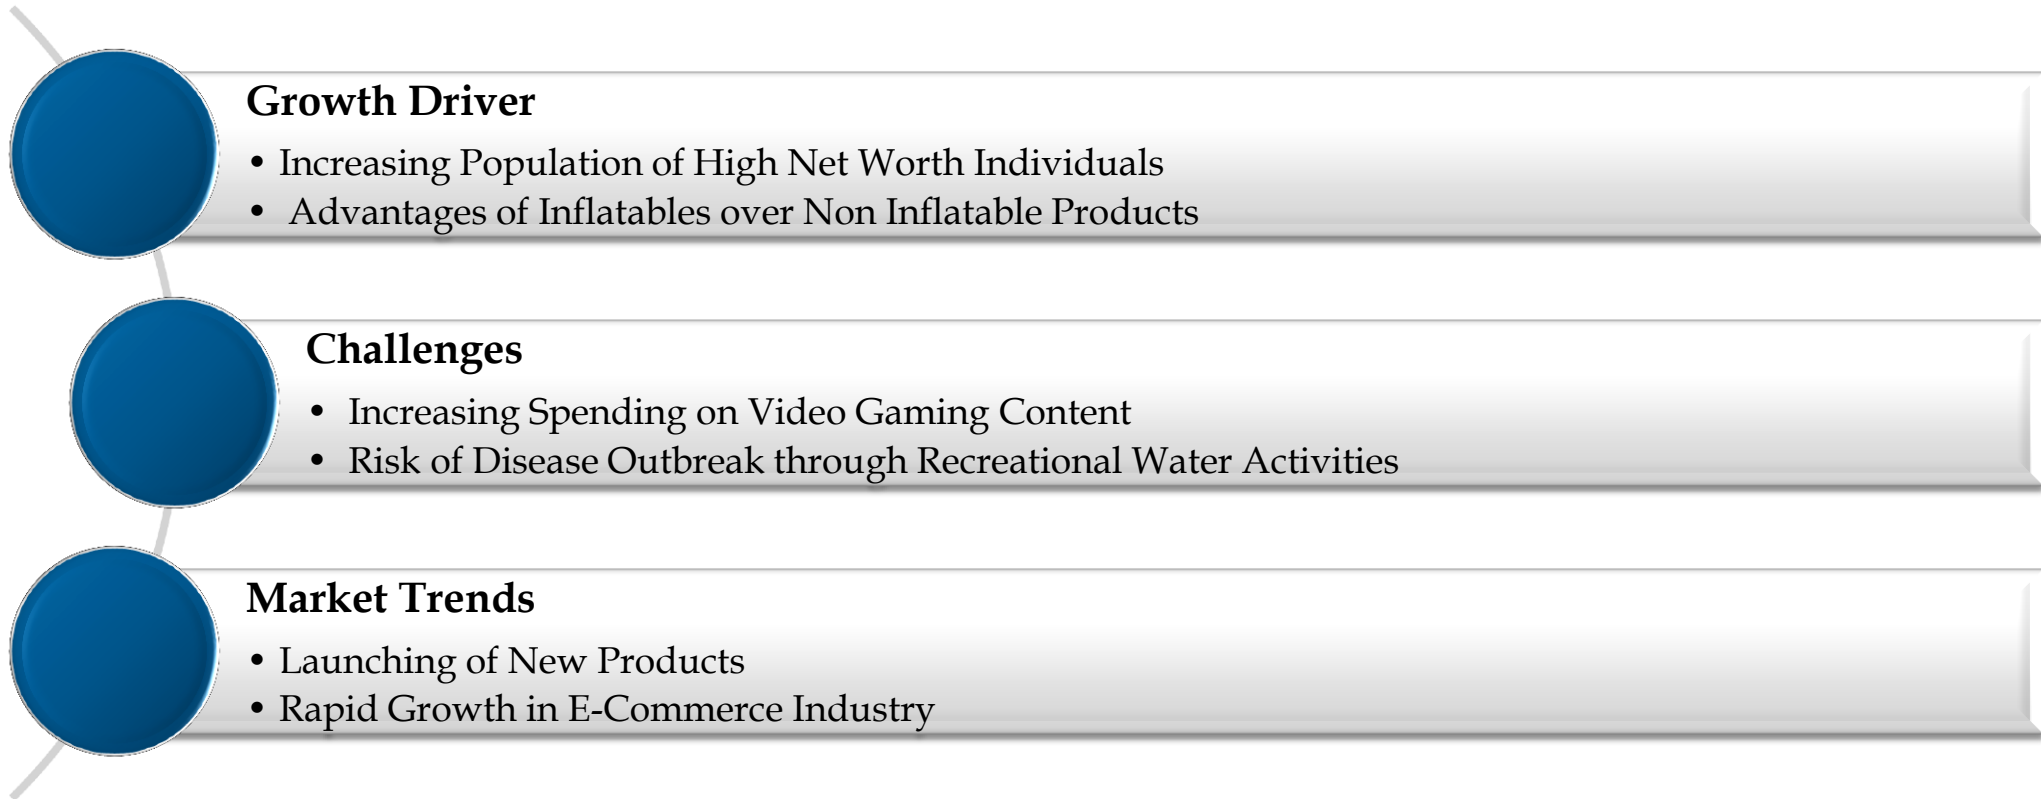 Growth Driver
• Increasing Population of High Net Worth Individuals
• Advantages of Inflatables over Non Inflatable Products
Challenges
• Increasing Spending on Video Gaming Content
• Risk of Disease Outbreak through Recreational Water Activities
Market Trends
• Launching of New Products
• Rapid Growth in E-Commerce Industry